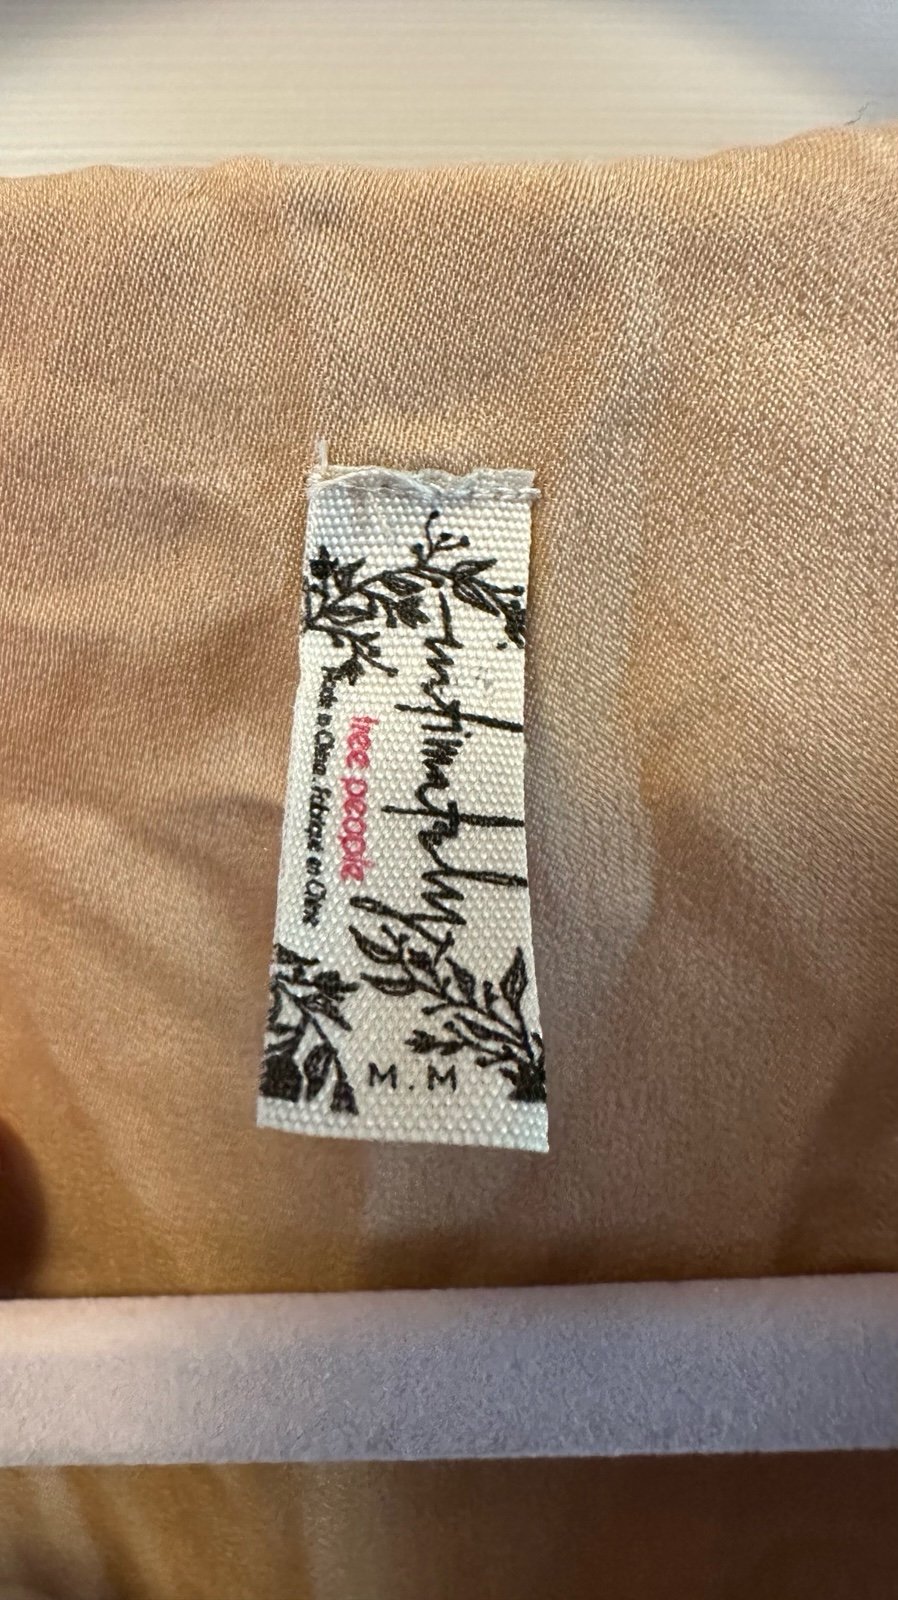 Intimately
free people
Made in China. Fabriqué en Chine
M.M